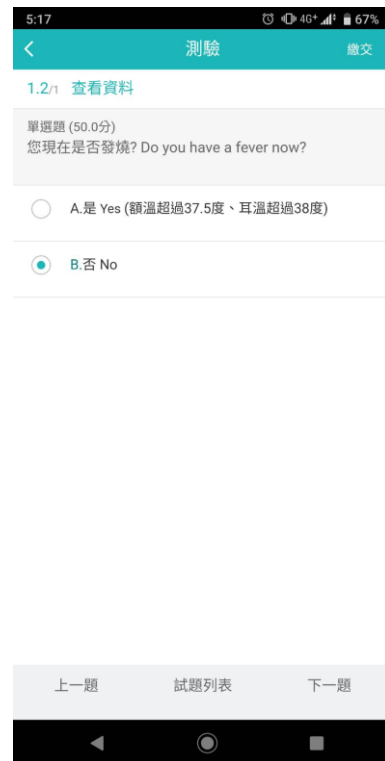 5:17 4G+ 67%
測驗 繳交
1.2/1 查看資料
單選題 (50.0分)
您現在是否發燒? Do you have a fever now?
A.是 Yes (額溫超過37.5度、耳溫超過38度)
B.否 No
上一題 試題列表 下一題